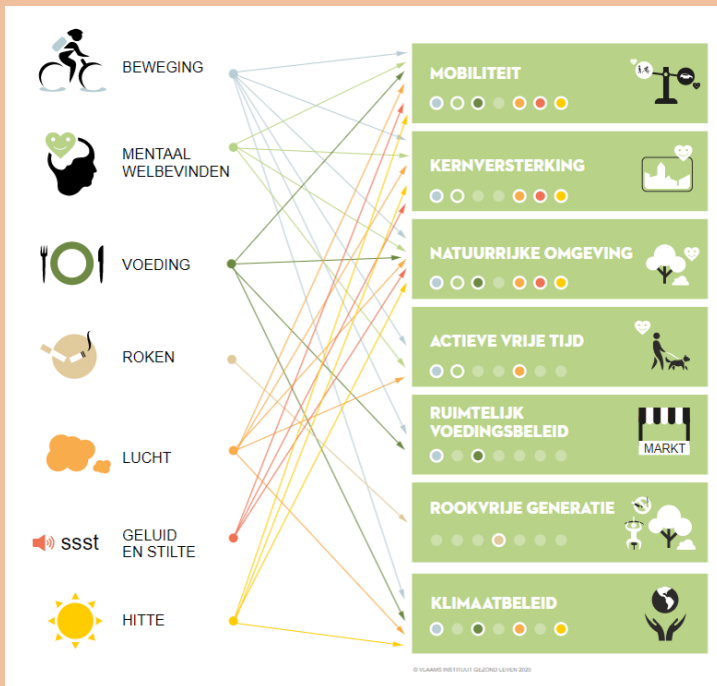 BEWEGING
MENTAAL
WELBEVINDEN
VOEDING
ROKEN
LUCHT
ssst
GELUID
EN STILTE
HITTE
MOBILITEIT
KERNVERSTERKING
NATUURRIJKE OMGEVING
ACTIEVE VRIJE TIJD
RUIMTELIJK
VOEDINGSBELEID
MARKT
ROOKVRIJE GENERATIE
KLIMAATBELEID
© VLAAMS INSTITUUT GEZOND LEVEN 2020